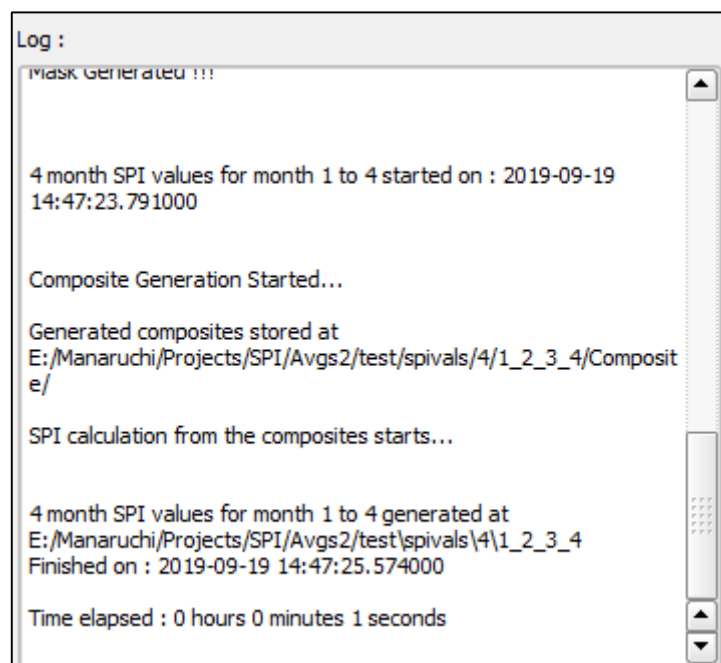 Log :
Mask Generated !!!
4 month SPI values for month 1 to 4 started on : 2019-09-19
14:47:23.791000
Composite Generation Started...
Generated composites stored at
E:/Manaruchi/Projects/SPI/Avgs2/test/spivals/4/1_2_3_4/Composit
e/
SPI calculation from the composites starts...
4 month SPI values for month 1 to 4 generated at
E:/Manaruchi/Projects/SPI/Avgs2/test\spivals\4\1_2_3_4
Finished on : 2019-09-19 14:47:25.574000
Time elapsed : 0 hours 0 minutes 1 seconds